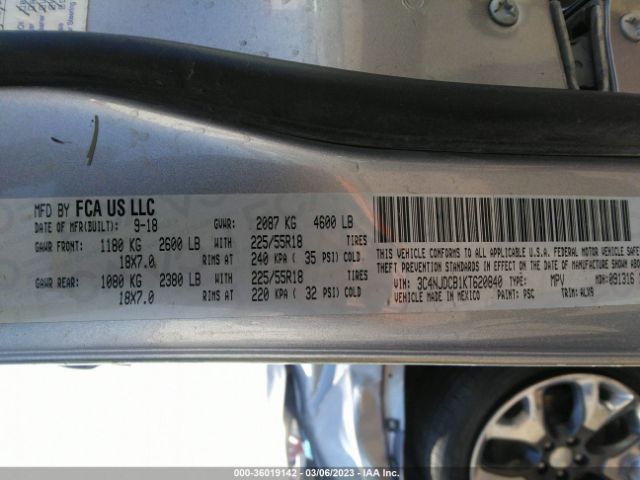 MFD BY FCA US LLC
DATE OF MFR(BUILT): 9-18 GVWR: 2087 KG 4600 LB
GAWR FRONT: 1180 KG 2600 LB WITH 225/55R18 TIRES
18X7.0 RIMS AT 240 KPA ( 35 PSI) COLD
GAWR REAR: 1080 KG 2380 LB WITH 225/55R18 TIRES
18X7.0 RIMS AT 220 KPA ( 32 PSI) COLD
THIS VEHICLE CONFORMS TO ALL APPLICABLE U.S.A. FEDERAL MOTOR VEHICLE SAFE
THEFT PREVENTION STANDARDS IN EFFECT ON THE DATE OF MANUFACTURE
VIN: 3C4NJDCB1KT620840 TYPE: MPV MDH:091316
VEHICLE MADE IN MEXICO PAINT: PSC TRIM: ALX9
000-36019142 — 03/06/2023 — IAA Inc.